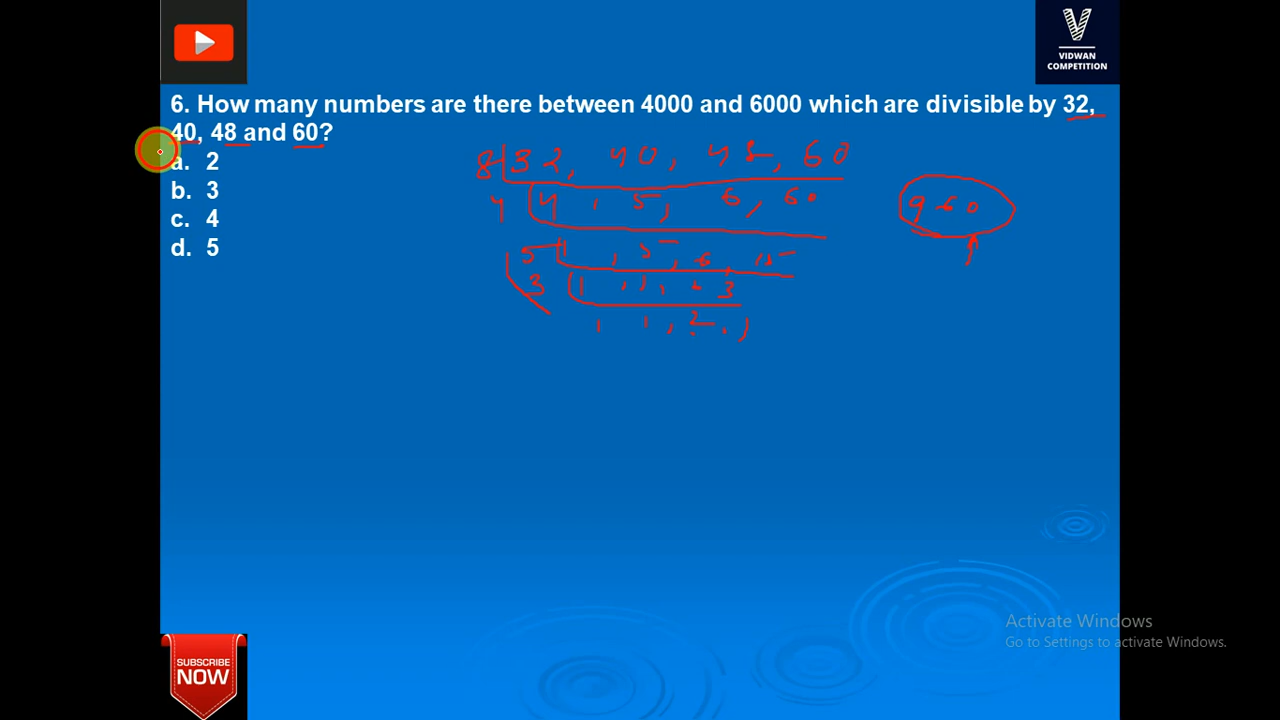 VIDWAN
COMPETITION
6. How many numbers are there between 4000 and 6000 which are divisible by 32,
40, 48 and 60?
a. 2
b. 3
c. 4
d. 5
8 32, 40, 48, 60
4 4, 5, 6, 60
5 1, 5, 6, 15
3 1, 1, 3
1, 1, 2, 1
960
Activate Windows
Go to Settings to activate Windows.
SUBSCRIBE
NOW